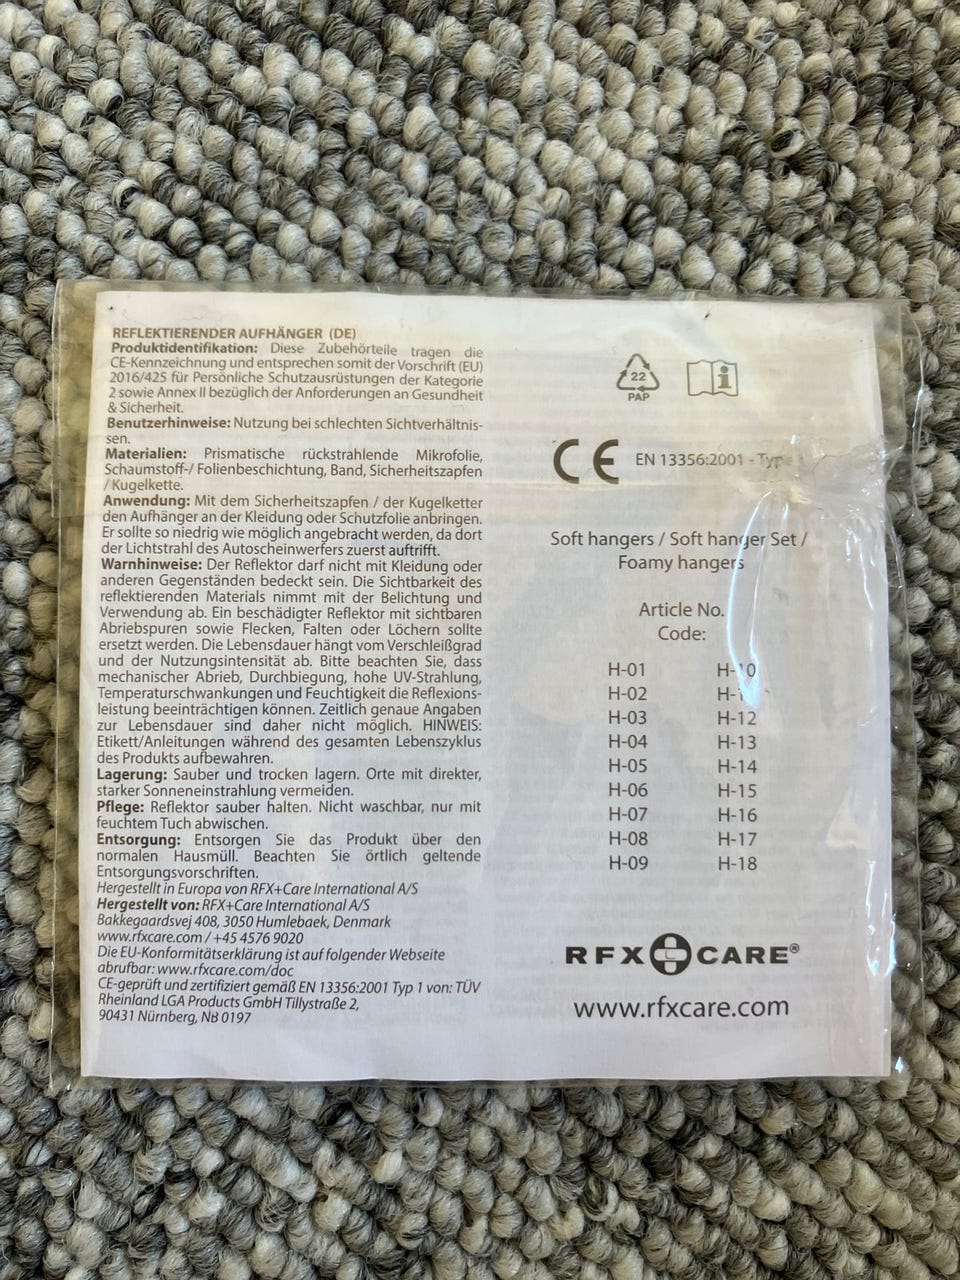 REFLEKTIERENDER AUFHÄNGER (DE)
Produktidentifikation: Diese Zubehörteile tragen die
CE-Kennzeichnung und entsprechen somit der Vorschrift (EU)
2016/425 für Persönliche Schutzausrüstungen der Kategorie
2 sowie Annex II bezüglich der Anforderungen an Gesundheit
& Sicherheit.
Benutzerhinweise: Nutzung bei schlechten Sichtverhältnis-
sen.
Materialien: Prismatische rückstrahlende Mikrofolie,
Schaumstoff-/ Folienbeschichtung, Band, Sicherheitszapfen
/ Kugelkette.
Anwendung: Mit dem Sicherheitszapfen / der Kugelketter
den Aufhänger an der Kleidung oder Schutzfolie anbringen.
Er sollte so niedrig wie möglich angebracht werden, da dort
der Lichtstrahl des Autoscheinwerfers zuerst auftrifft.
Warnhinweise: Der Reflektor darf nicht mit Kleidung oder
anderen Gegenständen bedeckt sein. Die Sichtbarkeit des
reflektierenden Materials nimmt mit der Belichtung und
Verwendung ab. Ein beschädigter Reflektor mit sichtbaren
Abriebspuren sowie Flecken, Falten oder Löchern sollte
ersetzt werden. Die Lebensdauer hängt vom Verschleißgrad
und der Nutzungsintensität ab. Bitte beachten Sie, dass
mechanischer Abrieb, Durchbiegung, hohe UV-Strahlung,
Temperaturschwankungen und Feuchtigkeit die Reflexions-
leistung beeinträchtigen können. Zeitlich genaue Angaben
zur Lebensdauer sind daher nicht möglich. HINWEIS:
Etikett/Anleitungen während des gesamten Lebenszyklus
des Produkts aufbewahren.
Lagerung: Sauber und trocken lagern. Orte mit direkter,
starker Sonneneinstrahlung vermeiden.
Pflege: Reflektor sauber halten. Nicht waschbar, nur mit
feuchtem Tuch abwischen.
Entsorgung: Entsorgen Sie das Produkt über den
normalen Hausmüll. Beachten Sie örtlich geltende
Entsorgungsvorschriften.
Hergestellt in Europa von RFX+Care International A/S
Hergestellt von: RFX+Care International A/S
Bakkegaardsvej 408, 3050 Humlebaek, Denmark
www.rfxcare.com / +45 4576 9020
Die EU-Konformitätserklärung ist auf folgender Webseite
abrufbar: www.rfxcare.com/doc
CE-geprüft und zertifiziert gemäß EN 13356:2001 Typ 1 von: TÜV
Rheinland LGA Products GmbH Tillystraße 2,
90431 Nürnberg, NB 0197
22
PAP
CE EN 13356:2001 - Type
Soft hangers / Soft hanger Set /
Foamy hangers
Article No.
Code:
H-01 H-10
H-02
H-03 H-12
H-04 H-13
H-05 H-14
H-06 H-15
H-07 H-16
H-08 H-17
H-09 H-18
RFX CARE®
www.rfxcare.com